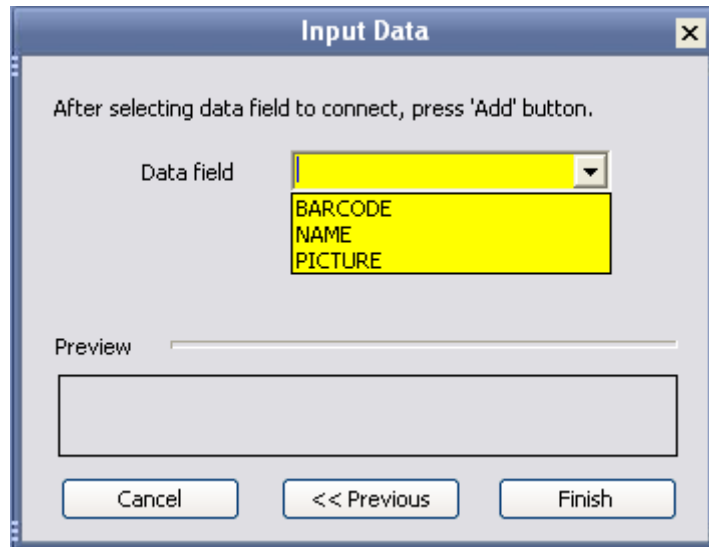 Input Data
After selecting data field to connect, press 'Add' button.
Data field
BARCODE
NAME
PICTURE
Preview
Cancel
<< Previous
Finish